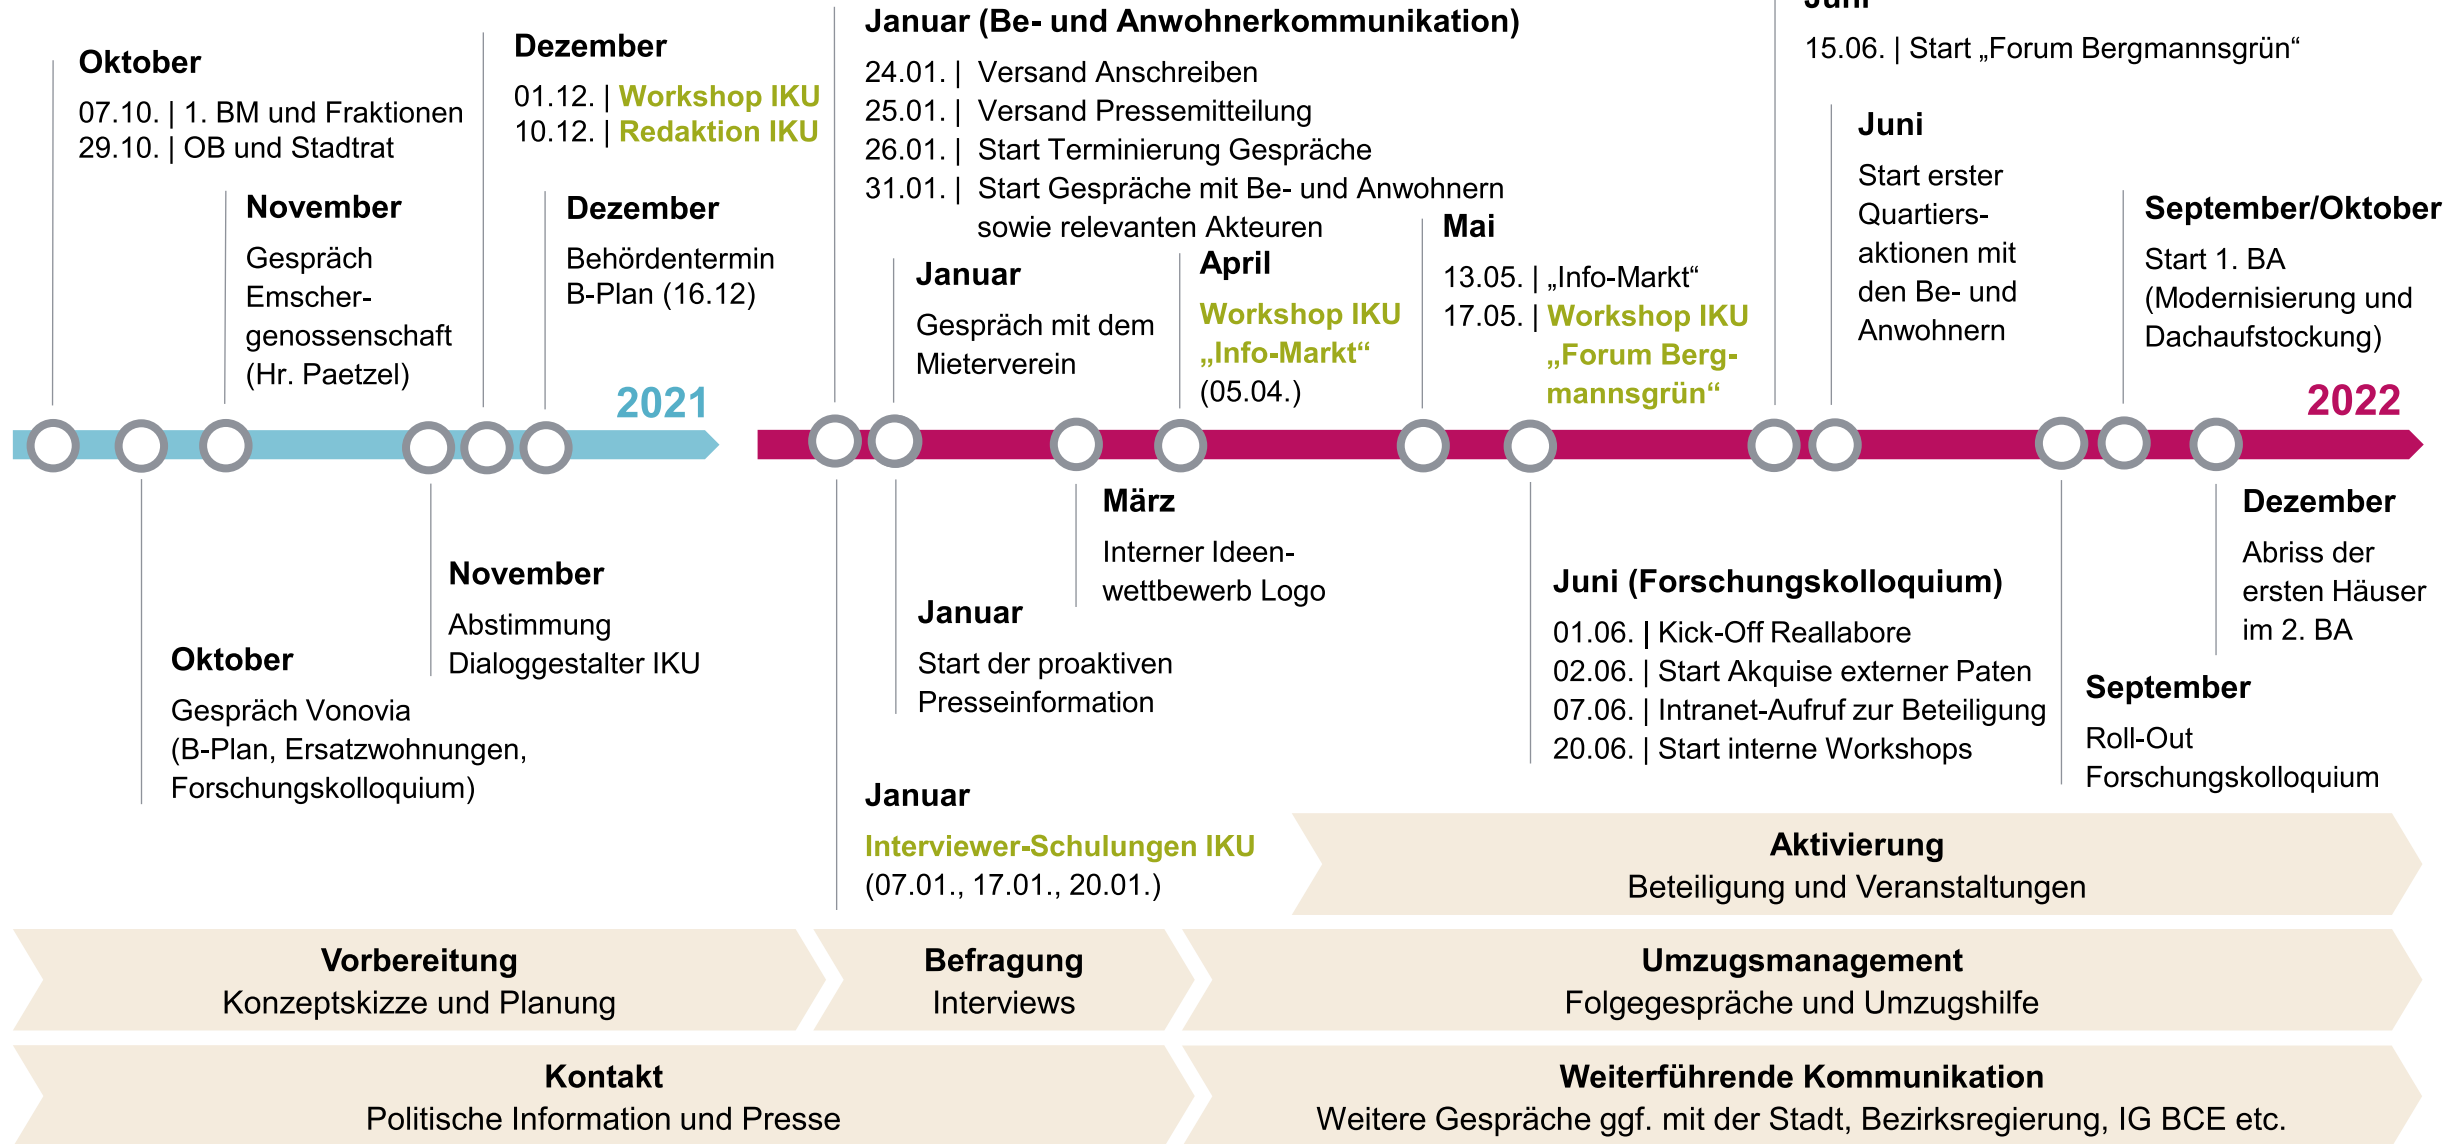 Oktober
07.10. | 1. BM und Fraktionen
29.10. | OB und Stadtrat
November
Gespräch
Emscher-
genossenschaft
(Hr. Paetzel)
Dezember
01.12. | Workshop IKU
10.12. | Redaktion IKU
Dezember
Behördentermin
B-Plan (16.12)
2021
Januar (Be- und Anwohnerkommunikation)
24.01. | Versand Anschreiben
25.01. | Versand Pressemitteilung
26.01. | Start Terminierung Gespräche
31.01. | Start Gespräche mit Be- und Anwohnern
sowie relevanten Akteuren
Januar
Gespräch mit dem
Mieterverein
April
Workshop IKU
„Info-Markt“
(05.04.)
Mai
13.05. | „Info-Markt“
17.05. | Workshop IKU
„Forum Berg-
mannsgrün“
Juni
15.06. | Start „Forum Bergmannsgrün“
Juni
Start erster
Quartiers-
aktionen mit
den Be- und
Anwohnern
September/Oktober
Start 1. BA
(Modernisierung und
Dachaufstockung)
2022
Oktober
Gespräch Vonovia
(B-Plan, Ersatzwohnungen,
Forschungskolloquium)
November
Abstimmung
Dialoggestalter IKU
Januar
Start der proaktiven
Presseinformation
Januar
Interviewer-Schulungen IKU
(07.01., 17.01., 20.01.)
März
Interner Ideen-
wettbewerb Logo
Juni (Forschungskolloquium)
01.06. | Kick-Off Reallabore
02.06. | Start Akquise externer Paten
07.06. | Intranet-Aufruf zur Beteiligung
20.06. | Start interne Workshops
September
Roll-Out
Forschungskolloquium
Dezember
Abriss der
ersten Häuser
im 2. BA
Aktivierung
Beteiligung und Veranstaltungen
Vorbereitung
Konzeptskizze und Planung
Befragung
Interviews
Umzugsmanagement
Folgegespräche und Umzugshilfe
Kontakt
Politische Information und Presse
Weiterführende Kommunikation
Weitere Gespräche ggf. mit der Stadt, Bezirksregierung, IG BCE etc.